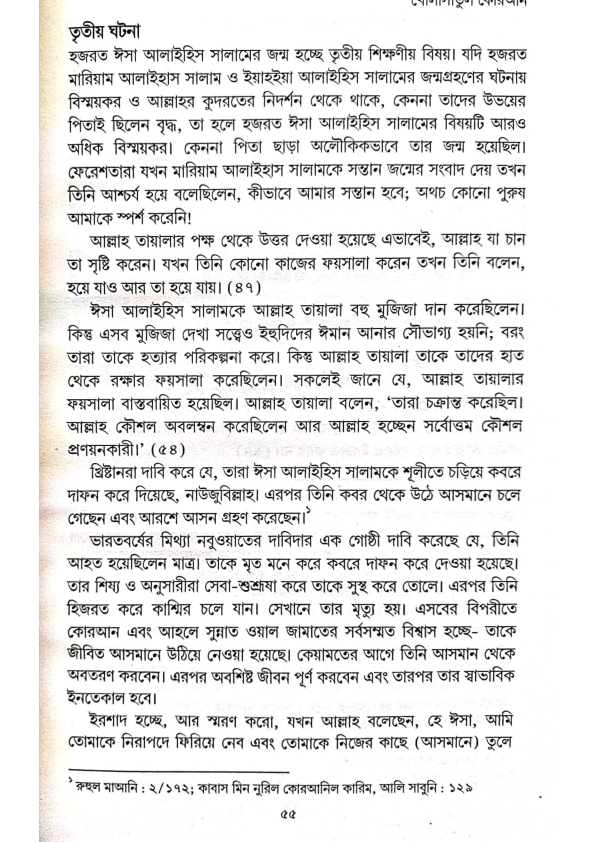 খোলাসাতুল কোরআন
তৃতীয় ঘটনা
হজরত ঈসা আলাইহিস সালামের জন্ম হচ্ছে তৃতীয় শিক্ষণীয় বিষয়। যদি হজরত
মারিয়াম আলাইহাস সালাম ও ইয়াহইয়া আলাইহিস সালামের জন্মগ্রহণের ঘটনায়
বিস্ময়কর ও আল্লাহর কুদরতের নিদর্শন থেকে থাকে, কেননা তাদের উভয়ের
পিতাই ছিলেন বৃদ্ধ, তা হলে হজরত ঈসা আলাইহিস সালামের বিষয়টি আরও
অধিক বিস্ময়কর। কেননা পিতা ছাড়া অলৌকিকভাবে তার জন্ম হয়েছিল।
ফেরেশতারা যখন মারিয়াম আলাইহাস সালামকে সন্তান জন্মের সংবাদ দেয় তখন
তিনি আশ্চর্য হয়ে বলেছিলেন, কীভাবে আমার সন্তান হবে; অথচ কোনো পুরুষ
আমাকে স্পর্শ করেনি!
আল্লাহ তায়ালার পক্ষ থেকে উত্তর দেওয়া হয়েছে এভাবেই, আল্লাহ যা চান
তা সৃষ্টি করেন। যখন তিনি কোনো কাজের ফয়সালা করেন তখন তিনি বলেন,
হয়ে যাও আর তা হয়ে যায়। (৪৭)
ঈসা আলাইহিস সালামকে আল্লাহ তায়ালা বহু মুজিজা দান করেছিলেন।
কিন্তু এসব মুজিজা দেখা সত্ত্বেও ইহুদিদের ঈমান আনার সৌভাগ্য হয়নি; বরং
তারা তাকে হত্যার পরিকল্পনা করে। কিন্তু আল্লাহ তায়ালা তাকে তাদের হাত
থেকে রক্ষার ফয়সালা করেছিলেন। সকলেই জানে যে, আল্লাহ তায়ালার
ফয়সালা বাস্তবায়িত হয়েছিল। আল্লাহ তায়ালা বলেন, ‘তারা চক্রান্ত করেছিল।
আল্লাহ কৌশল অবলম্বন করেছিলেন আর আল্লাহ হচ্ছেন সর্বোত্তম কৌশল
প্রণয়নকারী।’ (৫৪)
খ্রিষ্টানরা দাবি করে যে, তারা ঈসা আলাইহিস সালামকে শূলীতে চড়িয়ে কবরে
দাফন করে দিয়েছে, নাউজুবিল্লাহ। এরপর তিনি কবর থেকে উঠে আসমানে চলে
গেছেন এবং আরশে আসন গ্রহণ করেছেন।১
ভারতবর্ষের মিথ্যা নবুওয়াতের দাবিদার এক গোষ্ঠী দাবি করেছে যে, তিনি
আহত হয়েছিলেন মাত্র। তাকে মৃত মনে করে কবরে দাফন করে দেওয়া হয়েছে।
তার শিষ্য ও অনুসারীরা সেবা-শুশ্রূষা করে তাকে সুস্থ করে তোলে। এরপর তিনি
হিজরত করে কাশ্মির চলে যান। সেখানে তার মৃত্যু হয়। এসবের বিপরীতে
কোরআন এবং আহলে সুন্নাত ওয়াল জামাতের সর্বসম্মত বিশ্বাস হচ্ছে- তাকে
জীবিত আসমানে উঠিয়ে নেওয়া হয়েছে। কেয়ামতের আগে তিনি আসমান থেকে
অবতরণ করবেন। এরপর অবশিষ্ট জীবন পূর্ণ করবেন এবং তারপর তার স্বাভাবিক
ইনতেকাল হবে।
ইরশাদ হচ্ছে, আর স্মরণ করো, যখন আল্লাহ বলেছেন, হে ঈসা, আমি
তোমাকে নিরাপদে ফিরিয়ে নেব এবং তোমাকে নিজের কাছে (আসমানে) তুলে
১ রুহুল মাআনি : ২/১৭২; কাবাস মিন নুরিল কোরআনিল কারিম, আলি সাবুনি : ১২৯
৫৫